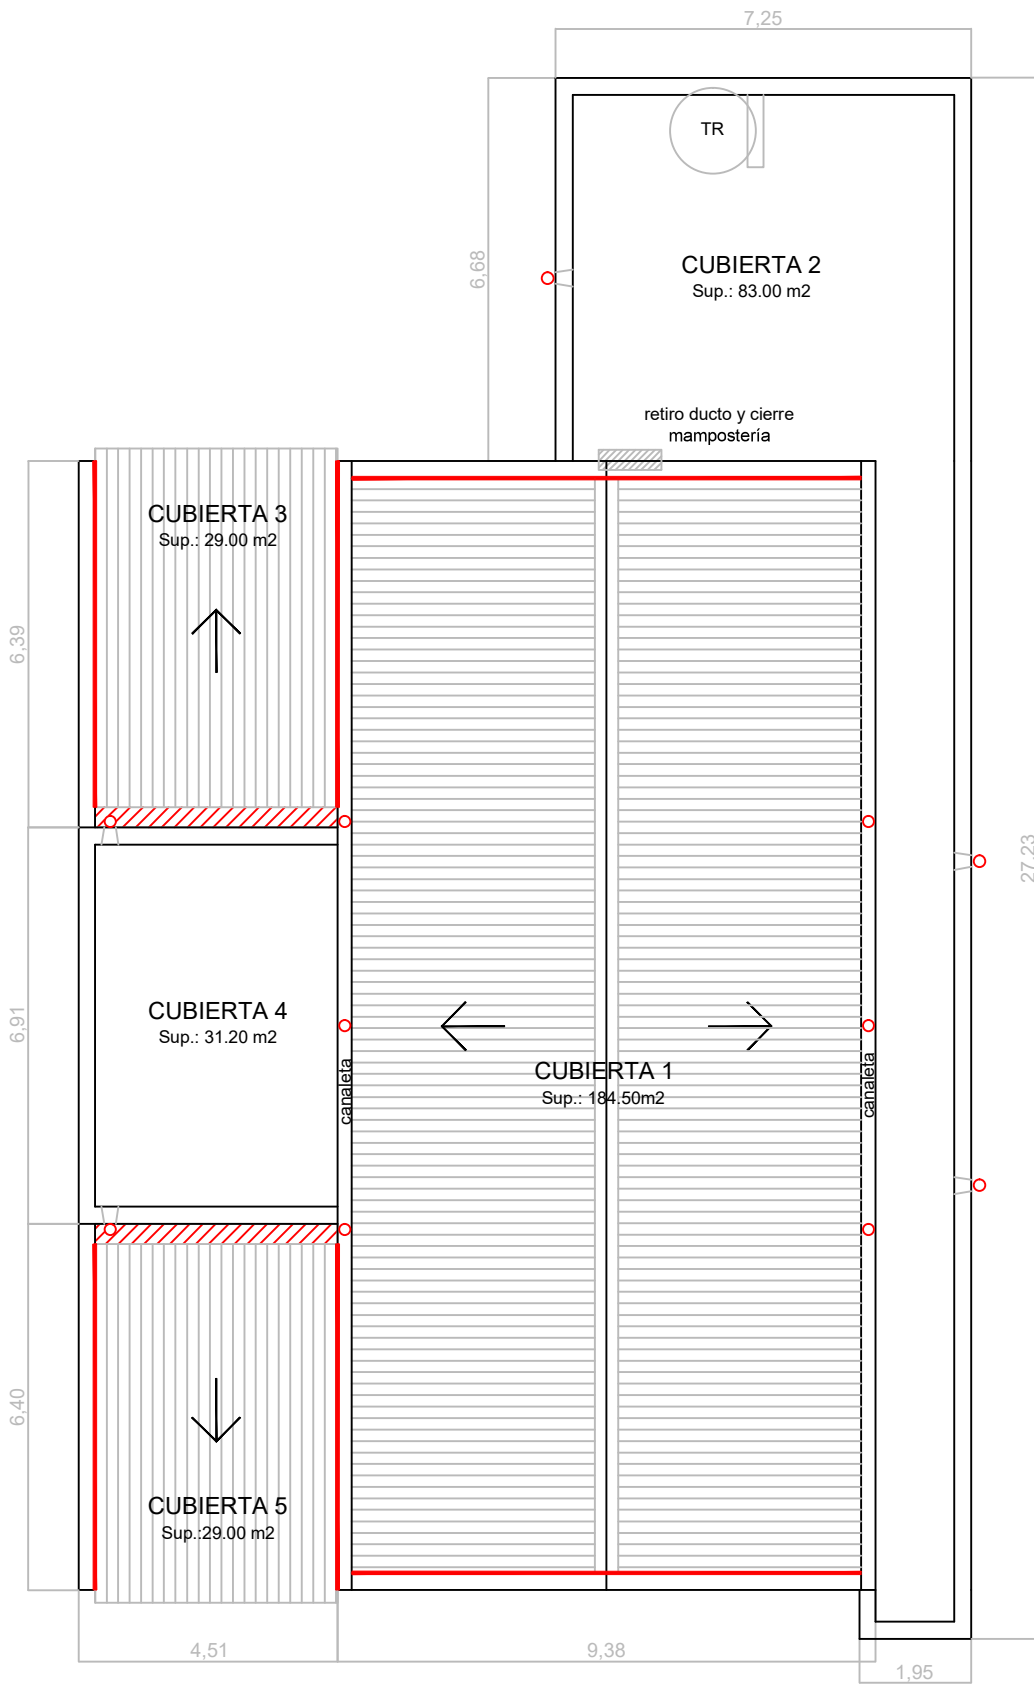 7,25
TR
6,68
CUBIERTA 2
Sup.: 83.00 m2
retiro ducto y cierre
mampostería
CUBIERTA 3
Sup.: 29.00 m2
6,39
27,23
CUBIERTA 4
Sup.: 31.20 m2
6,91
canaleta
CUBIERTA 1
Sup.: 184.50m2
canaleta
6,40
CUBIERTA 5
Sup.:29.00 m2
4,51
9,38
1,95